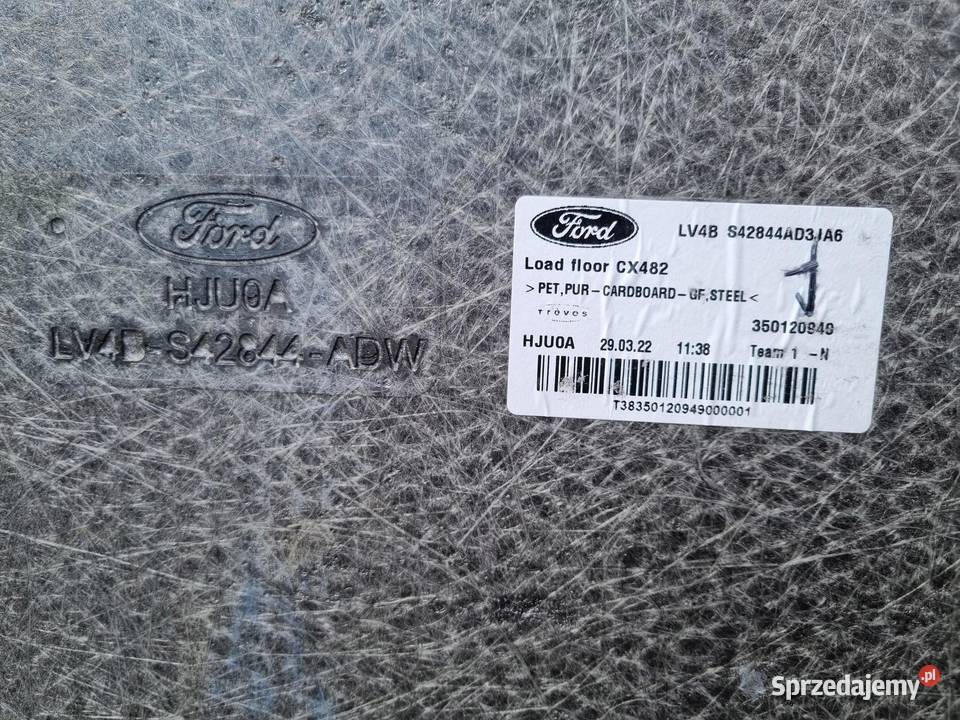 Ford
HJU0A
LV4B-S42844-ADW
Ford
LV4B S42844AD3JA6
Load floor CX482
> PET,PUR-CARDBOARD-GF,STEEL <
Trèves
350120949
HJU0A 29.03.22 11:38 Team 1 -N
T38350120949000001
Sprzedajemy.pl